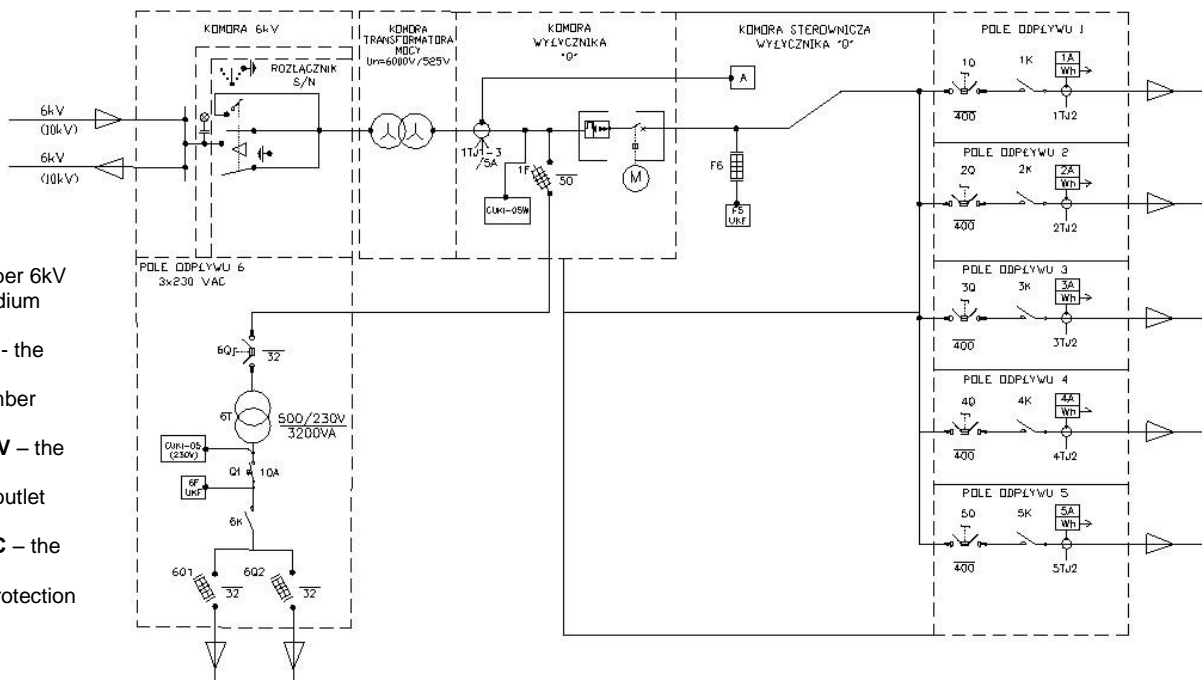 KOMORA 6kV
ROZŁĄCZNIK
S/N
6kV
(10kV)
6kV
(10kV)
KOMORA
TRANSFORMATORA
MOCY
Un=6000V/525V
KOMORA
WYŁYCZNIKA
"0"
1TJ1-3
/5A
1F
50
CUKI-05W
M
KOMORA STEROWNICZA
WYŁYCZNIKA "0"
A
F6
F5
UKF
POLE ODPŁYWU 1
1Q
1K
1A
Wh
400
1TJ2
POLE ODPŁYWU 2
2Q
2K
2A
Wh
400
2TJ2
POLE ODPŁYWU 3
3Q
3K
3A
Wh
400
3TJ2
POLE ODPŁYWU 4
4Q
4K
4A
Wh
400
4TJ2
POLE ODPŁYWU 5
5Q
5K
5A
Wh
400
5TJ2
POLE ODPŁYWU 6
3x230 VAC
6Q
32
6T
500/230V
3200VA
CUKI-05
(230V)
Q1
10A
6F
UKF
6K
6Q1
32
6Q2
32
ber 6kV
dium
- the
nber
V – the
outlet
C – the
rotection